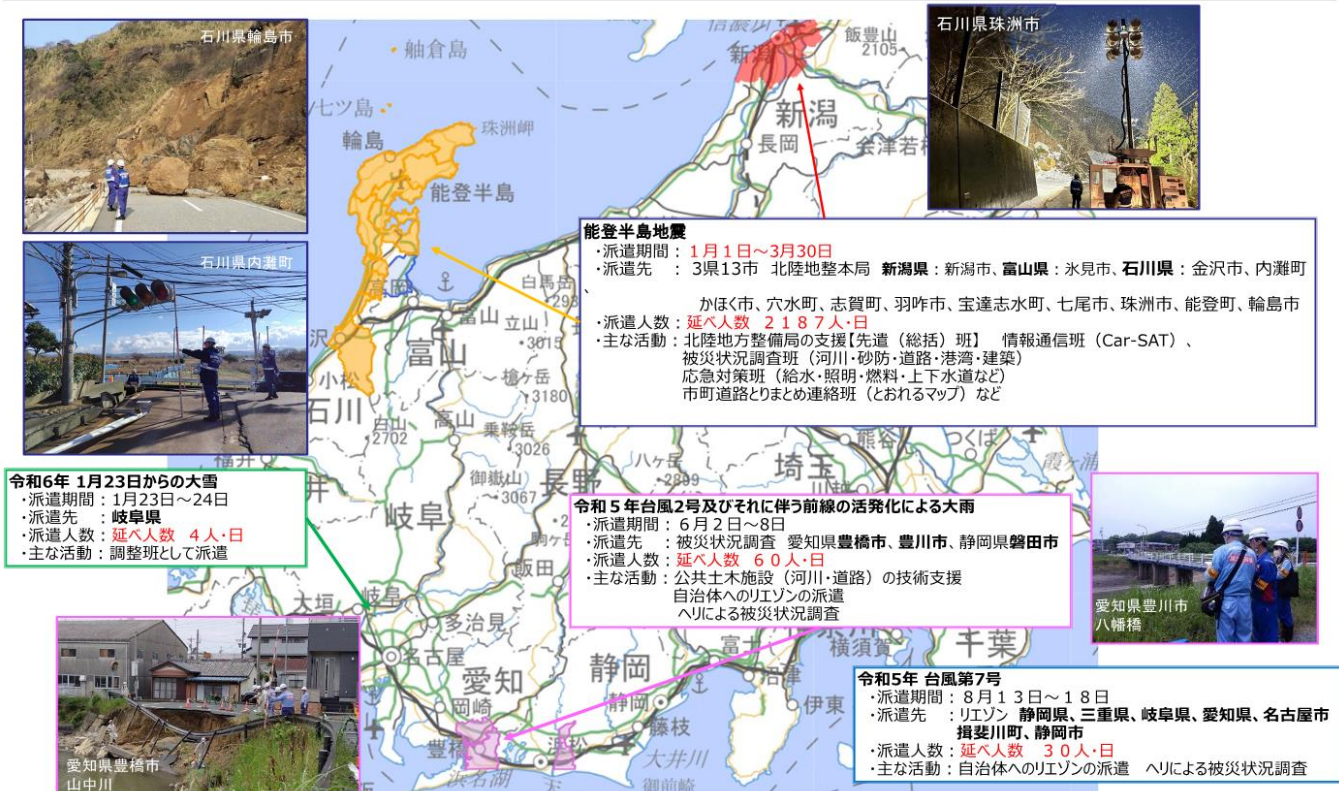 石川県輪島市
石川県珠洲市
石川県内灘町
能登半島地震
・派遣期間：1月1日～3月30日
・派遣先　：3県13市　北陸地整本局　新潟県：新潟市、富山県：氷見市、石川県：金沢市、内灘町
、
かほく市、穴水町、志賀町、羽咋市、宝達志水町、七尾市、珠洲市、能登町、輪島市
・派遣人数：延べ人数　２１８７人・日
・主な活動：北陸地方整備局の支援【先遣（総括）班】　情報通信班（Car-SAT）、
被災状況調査班（河川・砂防・道路・港湾・建築）
応急対策班（給水・照明・燃料・上下水道など）
市町道路とりまとめ連絡班（とおれるマップ）など
令和6年 1月23日からの大雪
・派遣期間：1月23日～24日
・派遣先　：岐阜県
・派遣人数：延べ人数　４人・日
・主な活動：調整班として派遣
令和５年台風2号及びそれに伴う前線の活発化による大雨
・派遣期間：６月２日～8日
・派遣先　：被災状況調査　愛知県豊橋市、豊川市、静岡県磐田市
・派遣人数：延べ人数　６０人・日
・主な活動：公共土木施設（河川・道路）の技術支援
自治体へのリエゾンの派遣
ヘリによる被災状況調査
愛知県豊川市
八幡橋
令和5年 台風第7号
・派遣期間：８月１３日～１８日
・派遣先　：リエゾン　静岡県、三重県、岐阜県、愛知県、名古屋市
揖斐川町、静岡市
・派遣人数：延べ人数　３０人・日
・主な活動：自治体へのリエゾンの派遣　ヘリによる被災状況調査
愛知県豊橋市
山中川
舳倉島
七ツ島
輪島
珠洲岬
能登半島
信濃川
新潟
飯豊山
2105
新潟
長岡
会津若
高岡
富山
富山
立山
・3015
白馬岳
沢
小松
石川
白山
・2702
槍ヶ岳
・3180
高山
乗鞍岳
・3026
御嶽山
・3067
長野
八ヶ岳
・2899
埼玉
熊谷
川越
つくば
霞ヶ浦
福井
井
岐阜
飯田
大垣
岐阜
多治見
名古屋
愛知
岡崎
豊橋
浜松
浜名湖
静岡
静岡
藤枝
大井川
御前崎
富士
沼津
伊東
横須賀
千葉